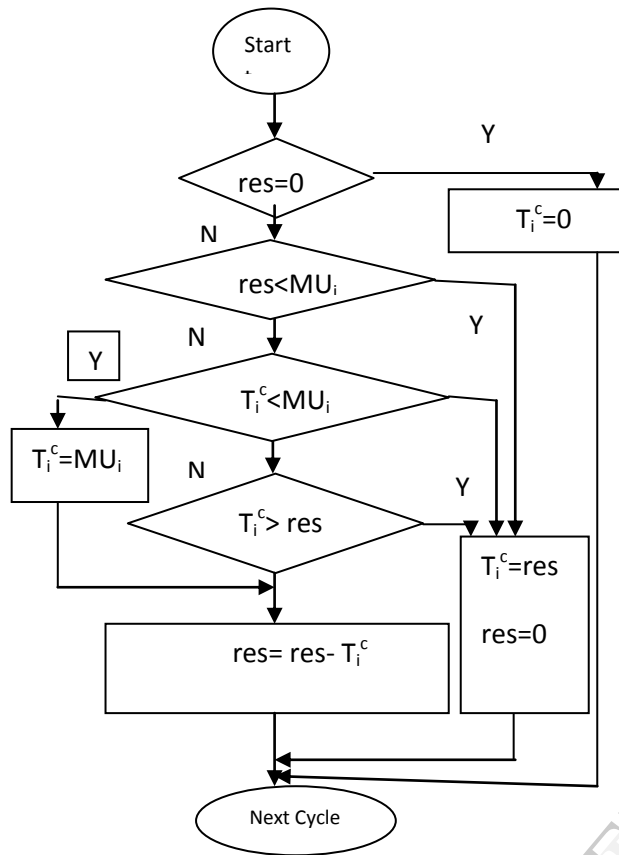 Start
Y
res=0
T_i^c=0
N
res<MU_i
Y
N
Y
T_i^c<MU_i
T_i^c=MU_i
N
Y
T_i^c> res
T_i^c=res
res=0
res= res- T_i^c
Next Cycle